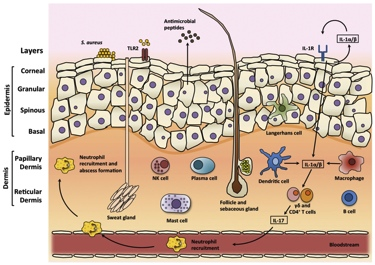 Antimicrobial
peptides
S. aureus
TLR2
IL-1R
IL-1α/β
Layers
Corneal
Granular
Spinous
Basal
Epidermis
Langerhans cell
Papillary
Dermis
Reticular
Dermis
Dermis
Neutrophil
recruitment and
abscess formation
NK cell
Plasma cell
Dendritic cell
IL-1α/β
Macrophage
Sweat gland
Mast cell
Follicle and
sebaceous gland
γδ and
CD4⁺ T cells
B cell
IL-17
Neutrophil
recruitment
Bloodstream